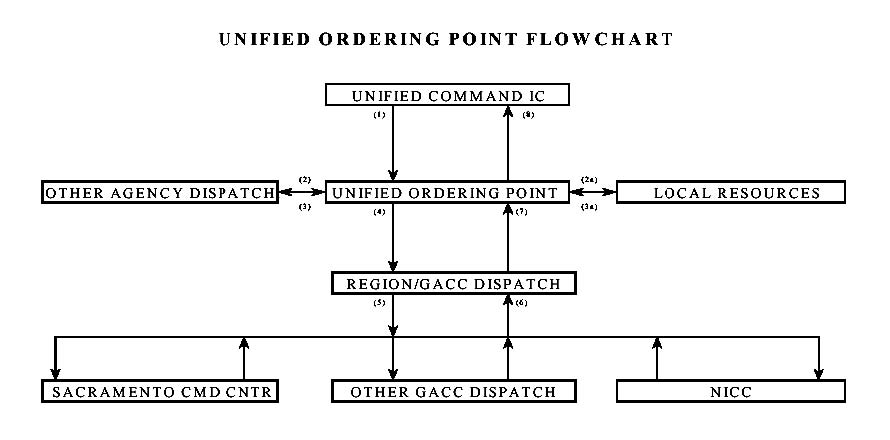 UNIFIED ORDERING POINT FLOWCHART
UNIFIED COMMAND IC
(1) (8)
(2) (2a)
OTHER AGENCY DISPATCH UNIFIED ORDERING POINT LOCAL RESOURCES
(3) (4) (7) (3a)
REGION/GACC DISPATCH
(5) (6)
SACRAMENTO CMD CNTR OTHER GACC DISPATCH NICC